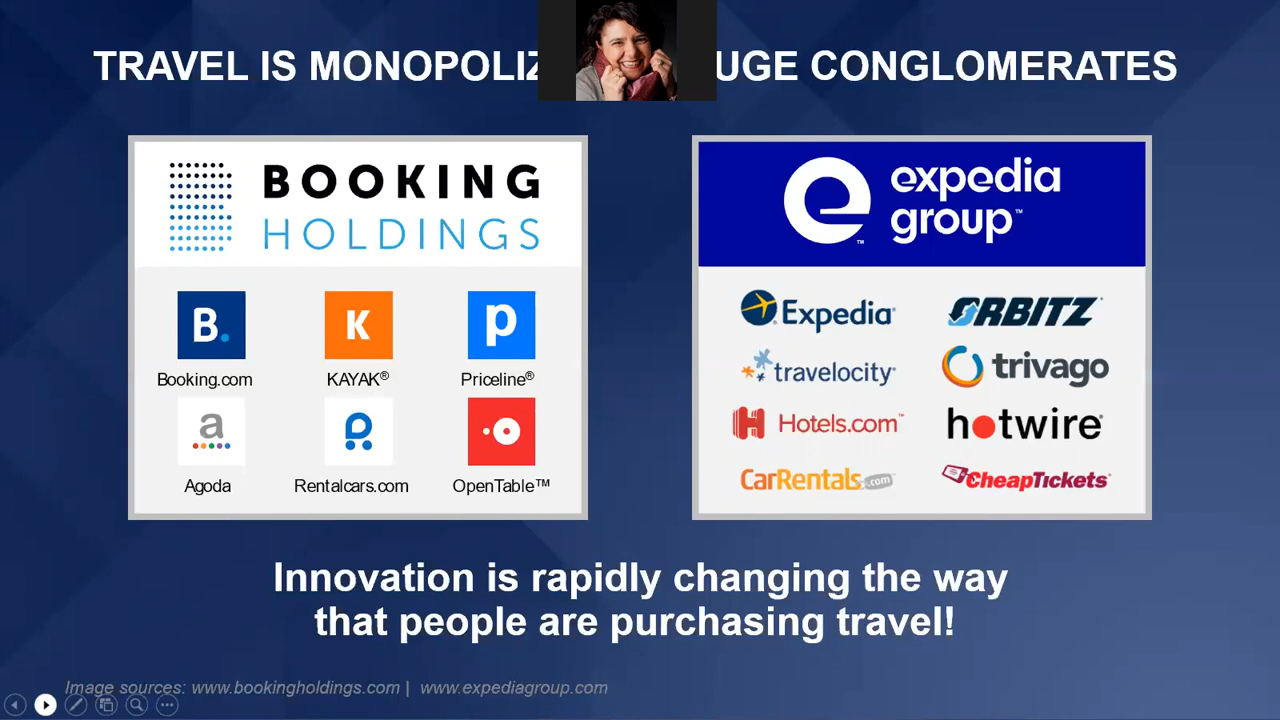 TRAVEL IS MONOPOLIZ UGE CONGLOMERATES
BOOKING
HOLDINGS
expedia
group™
B.
K
p
Booking.com
KAYAK®
Priceline®
a
Agoda
Rentalcars.com
OpenTable™
Expedia®
ORBITZ®
travelocity®
trivago
Hotels.com™
hotwire®
CarRentals.com
CheapTickets®
Innovation is rapidly changing the way
that people are purchasing travel!
Image sources: www.bookingholdings.com | www.expediagroup.com